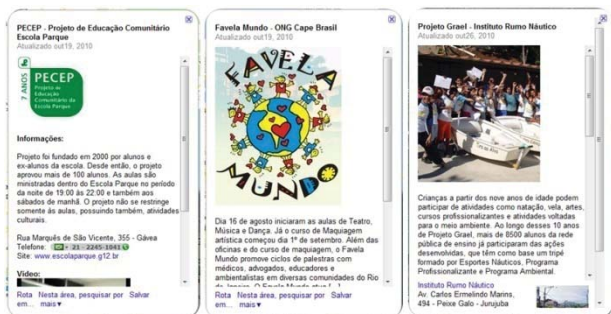 PECEP - Projeto de Educação Comunitário
Escola Parque
Atualizado out19, 2010
7 ANOS
PECEP
Projeto de
Educação
Comunitário da
Escola Parque
Informações:
Projeto foi fundado em 2000 por alunos e
ex-alunos da escola. Desde então, o projeto
aprovou mais de 100 alunos. As aulas são
ministradas dentro do Escola Parque no período
da noite de 19:00 às 22:00 e também aos
sábados de manhã. O projeto não se restringe
somente às aulas, possuindo também, atividades
culturais.
Rua Marquês de São Vicente, 355 - Gávea
Telefone: 21 - 2245-1041
Site: www.escolaparque.g12.br
Vídeo:
Rota Nesta área, pesquisar por Salvar
em... mais▼
Favela Mundo - ONG Cape Brasil
Atualizado out19, 2010
FAVELA
MUNDO
Dia 16 de agosto iniciaram as aulas de Teatro,
Música e Dança. Já o curso de Maquiagem
artística começou dia 1º de setembro. Além das
oficinas e do curso de maquiagem, o Favela
Mundo promove ciclos de palestras com
médicos, advogados, educadores e
ambientalistas em diversas comunidades do Rio
de Janeiro. O Favela Mundo atua [...]
Rota Nesta área, pesquisar por Salvar
em... mais▼
Projeto Grael - Instituto Rumo Náutico
Atualizado out26, 2010
Crianças a partir dos nove anos de idade podem
participar de atividades como natação, vela, artes,
cursos profissionalizantes e atividades voltadas
para o meio ambiente. Ao longo desses 10 anos
de Projeto Grael, mais de 8500 alunos da rede
pública de ensino já participaram das ações
desenvolvidas, que têm como base um tripé
formado por Esportes Náuticos, Programa
Profissionalizante e Programa Ambiental.
Instituto Rumo Náutico
Av. Carlos Ermelindo Marins,
494 - Peixe Galo - Jurujuba